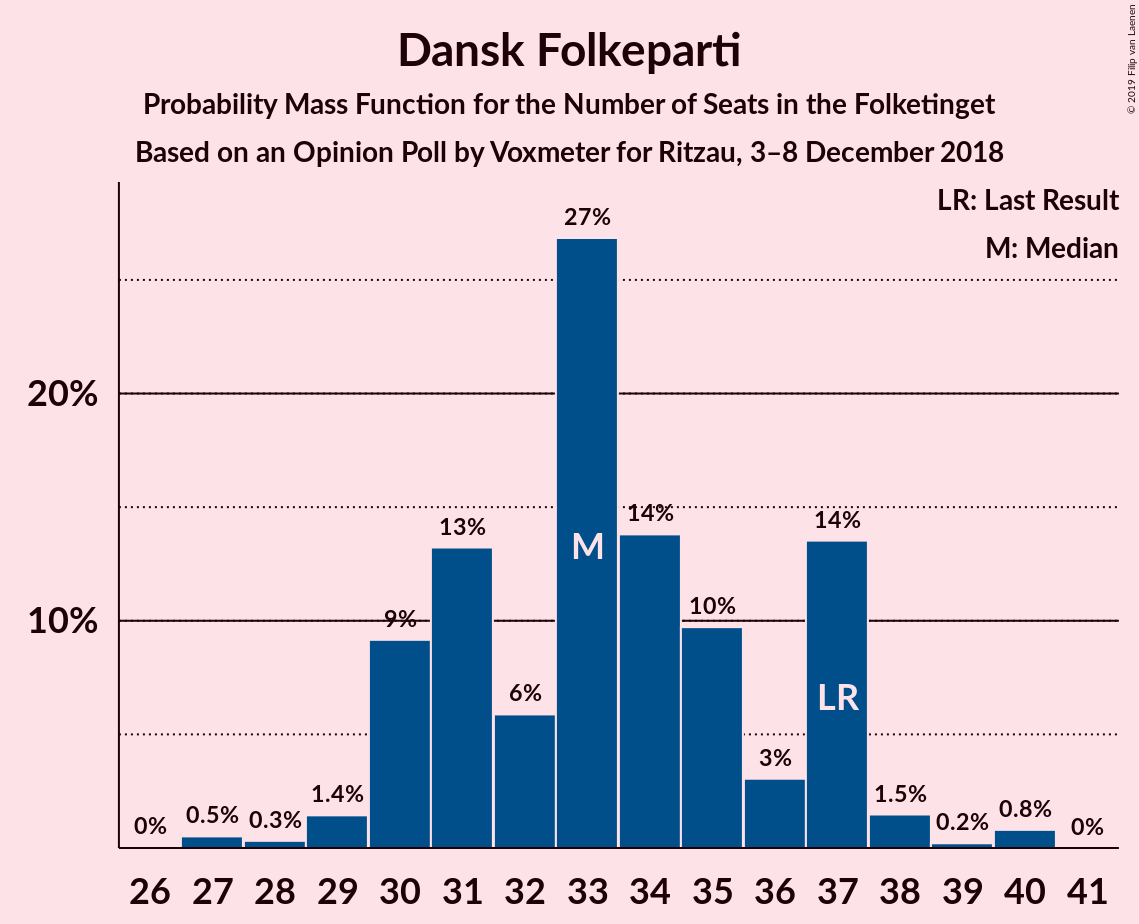 Dansk Folkeparti
Probability Mass Function for the Number of Seats in the Folketinget
Based on an Opinion Poll by Voxmeter for Ritzau, 3–8 December 2018
© 2019 Filip van Laenen
LR: Last Result
M: Median
20%
10%
0%
0.5%
0.3%
1.4%
9%
13%
6%
27%
14%
10%
3%
14%
1.5%
0.2%
0.8%
0%
M
LR
26 27 28 29 30 31 32 33 34 35 36 37 38 39 40 41